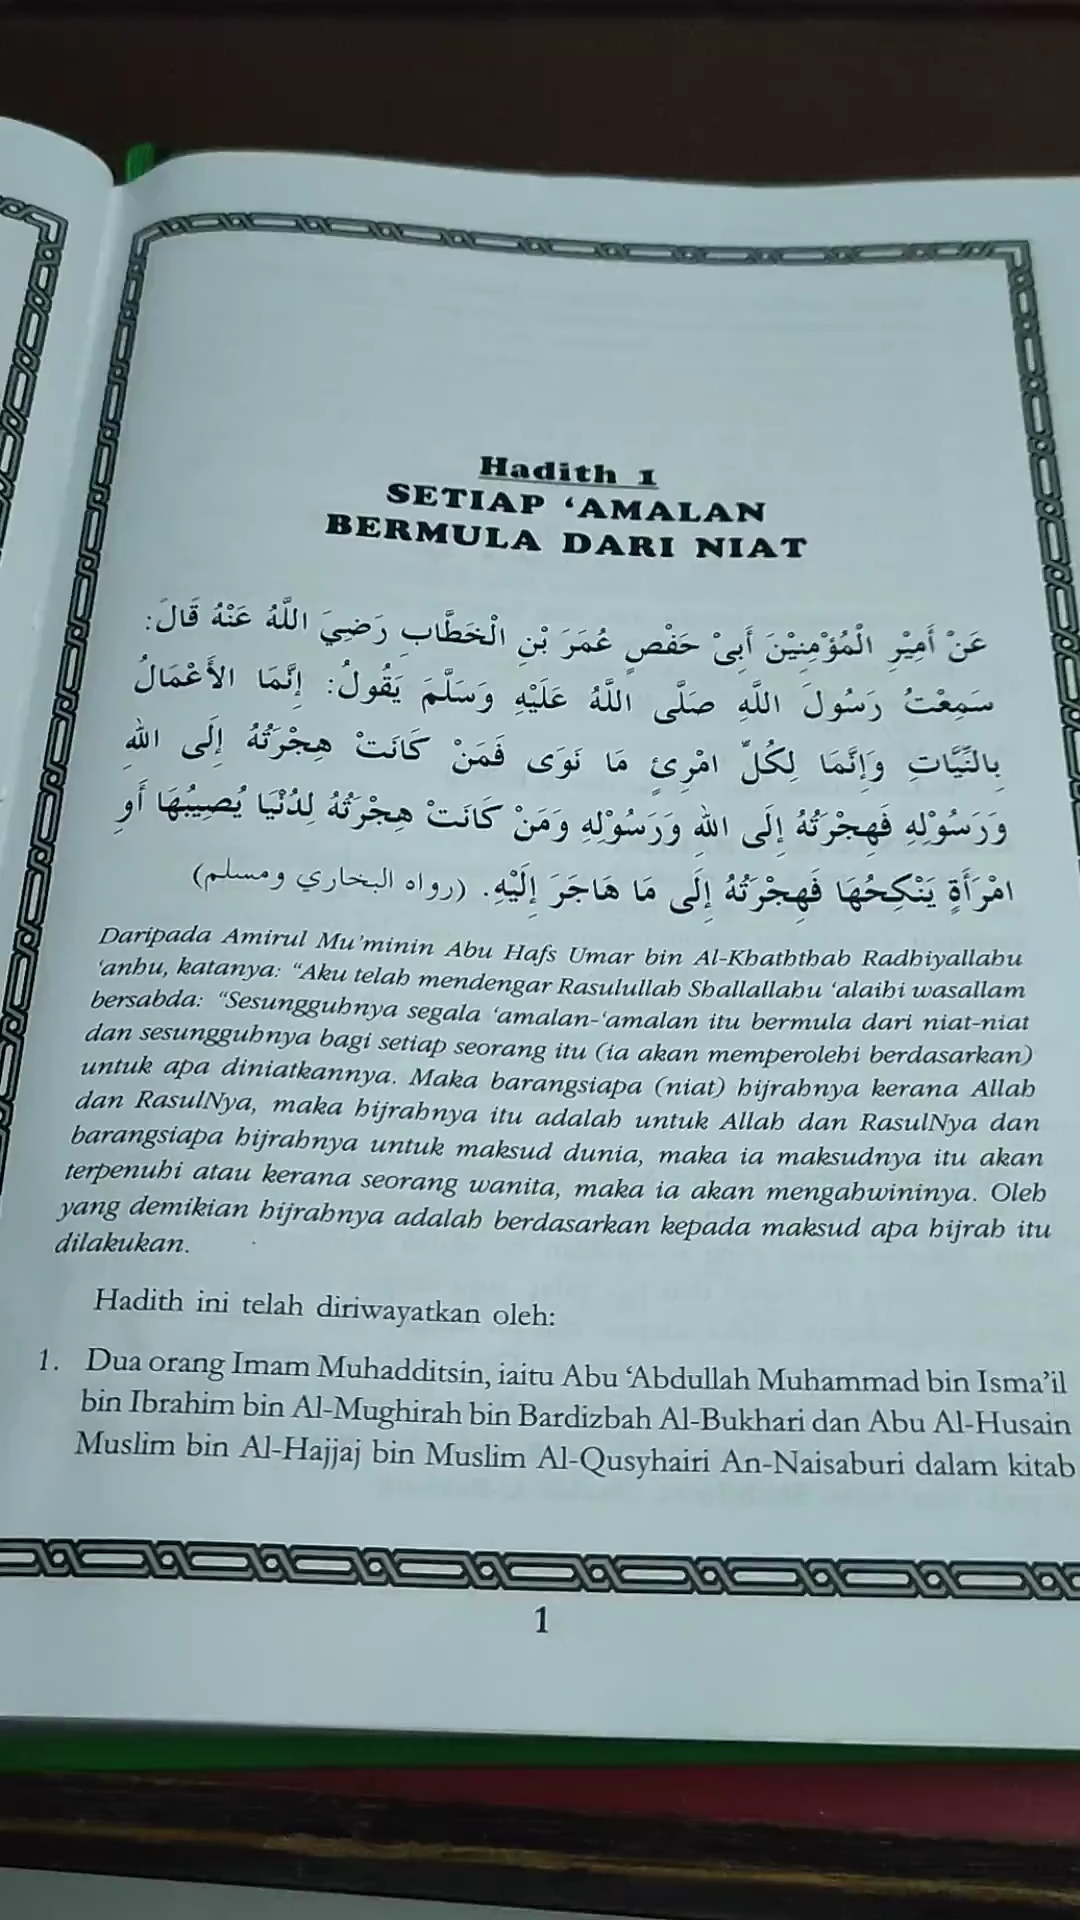 Hadith 1
SETIAP ‘AMALAN
BERMULA DARI NIAT
عَنْ أَمِيْرِ الْمُؤْمِنِيْنَ أَبِيْ حَفْصٍ عُمَرَ بْنِ الْخَطَّابِ رَضِيَ اللَّهُ عَنْهُ قَالَ:
سَمِعْتُ رَسُولَ اللَّهِ صَلَّى اللَّهُ عَلَيْهِ وَسَلَّمَ يَقُولُ: إِنَّمَا الأَعْمَالُ
بِالنِّيَّاتِ وَإِنَّمَا لِكُلِّ امْرِئٍ مَا نَوَى فَمَنْ كَانَتْ هِجْرَتُهُ إِلَى اللهِ
وَرَسُوْلِهِ فَهِجْرَتُهُ إِلَى اللهِ وَرَسُوْلِهِ وَمَنْ كَانَتْ هِجْرَتُهُ لِدُنْيَا يُصِيْبُهَا أَوِ
امْرَأَةٍ يَنْكِحُهَا فَهِجْرَتُهُ إِلَى مَا هَاجَرَ إِلَيْهِ. (رواه البخاري ومسلم)
Daripada Amirul Mu’minin Abu Hafs Umar bin Al-Khaththab Radhiyallahu
‘anhu, katanya: “Aku telah mendengar Rasulullah Shallallahu ‘alaihi wasallam
bersabda: “Sesungguhnya segala ‘amalan-‘amalan itu bermula dari niat-niat
dan sesungguhnya bagi setiap seorang itu (ia akan memperolehi berdasarkan)
untuk apa diniatkannya. Maka barangsiapa (niat) hijrahnya kerana Allah
dan RasulNya, maka hijrahnya itu adalah untuk Allah dan RasulNya dan
barangsiapa hijrahnya untuk maksud dunia, maka ia maksudnya itu akan
terpenuhi atau kerana seorang wanita, maka ia akan mengahwininya. Oleh
yang demikian hijrahnya adalah berdasarkan kepada maksud apa hijrah itu
dilakukan.
Hadith ini telah diriwayatkan oleh:
1. Dua orang Imam Muhadditsin, iaitu Abu ‘Abdullah Muhammad bin Isma’il
bin Ibrahim bin Al-Mughirah bin Bardizbah Al-Bukhari dan Abu Al-Husain
Muslim bin Al-Hajjaj bin Muslim Al-Qusyhairi An-Naisaburi dalam kitab
1